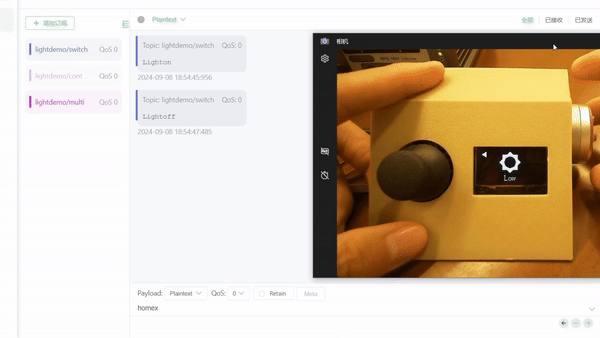 + 添加订阅
Plaintext
全部
已接收
已发送
lightdemo/switch QoS 0
lightdemo/cont QoS 0
lightdemo/multi QoS 0
Topic: lightdemo/switch QoS: 0
Lighton
2024-09-08 18:54:45:956
Topic: lightdemo/switch QoS: 0
Lightoff
2024-09-08 18:54:47:485
相机
Low
Payload: Plaintext QoS: 0 Retain Meta
homex